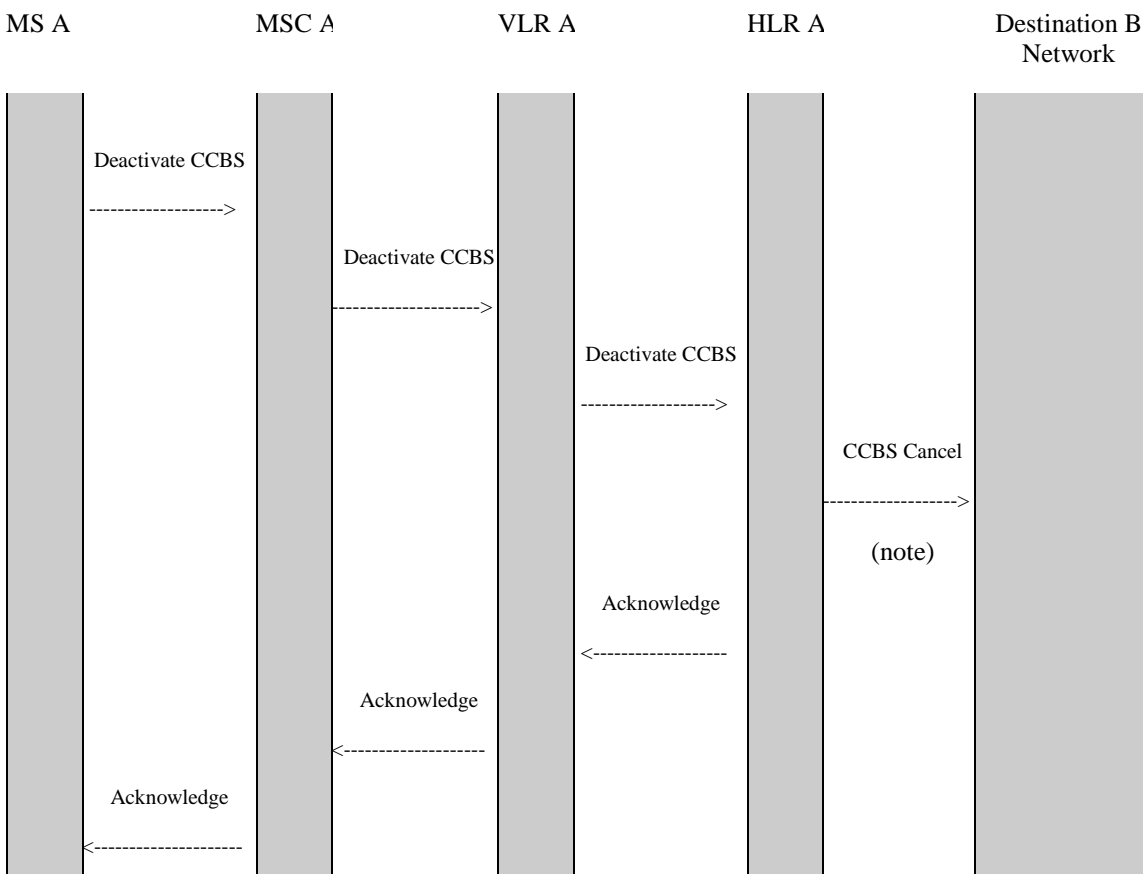 MS A
MSC A
VLR A
HLR A
Destination B
Network
Deactivate CCBS
------------------->
Deactivate CCBS
--------------------->
Deactivate CCBS
------------------->
CCBS Cancel
------------------->
(note)
Acknowledge
<-------------------
Acknowledge
<--------------------
Acknowledge
<---------------------